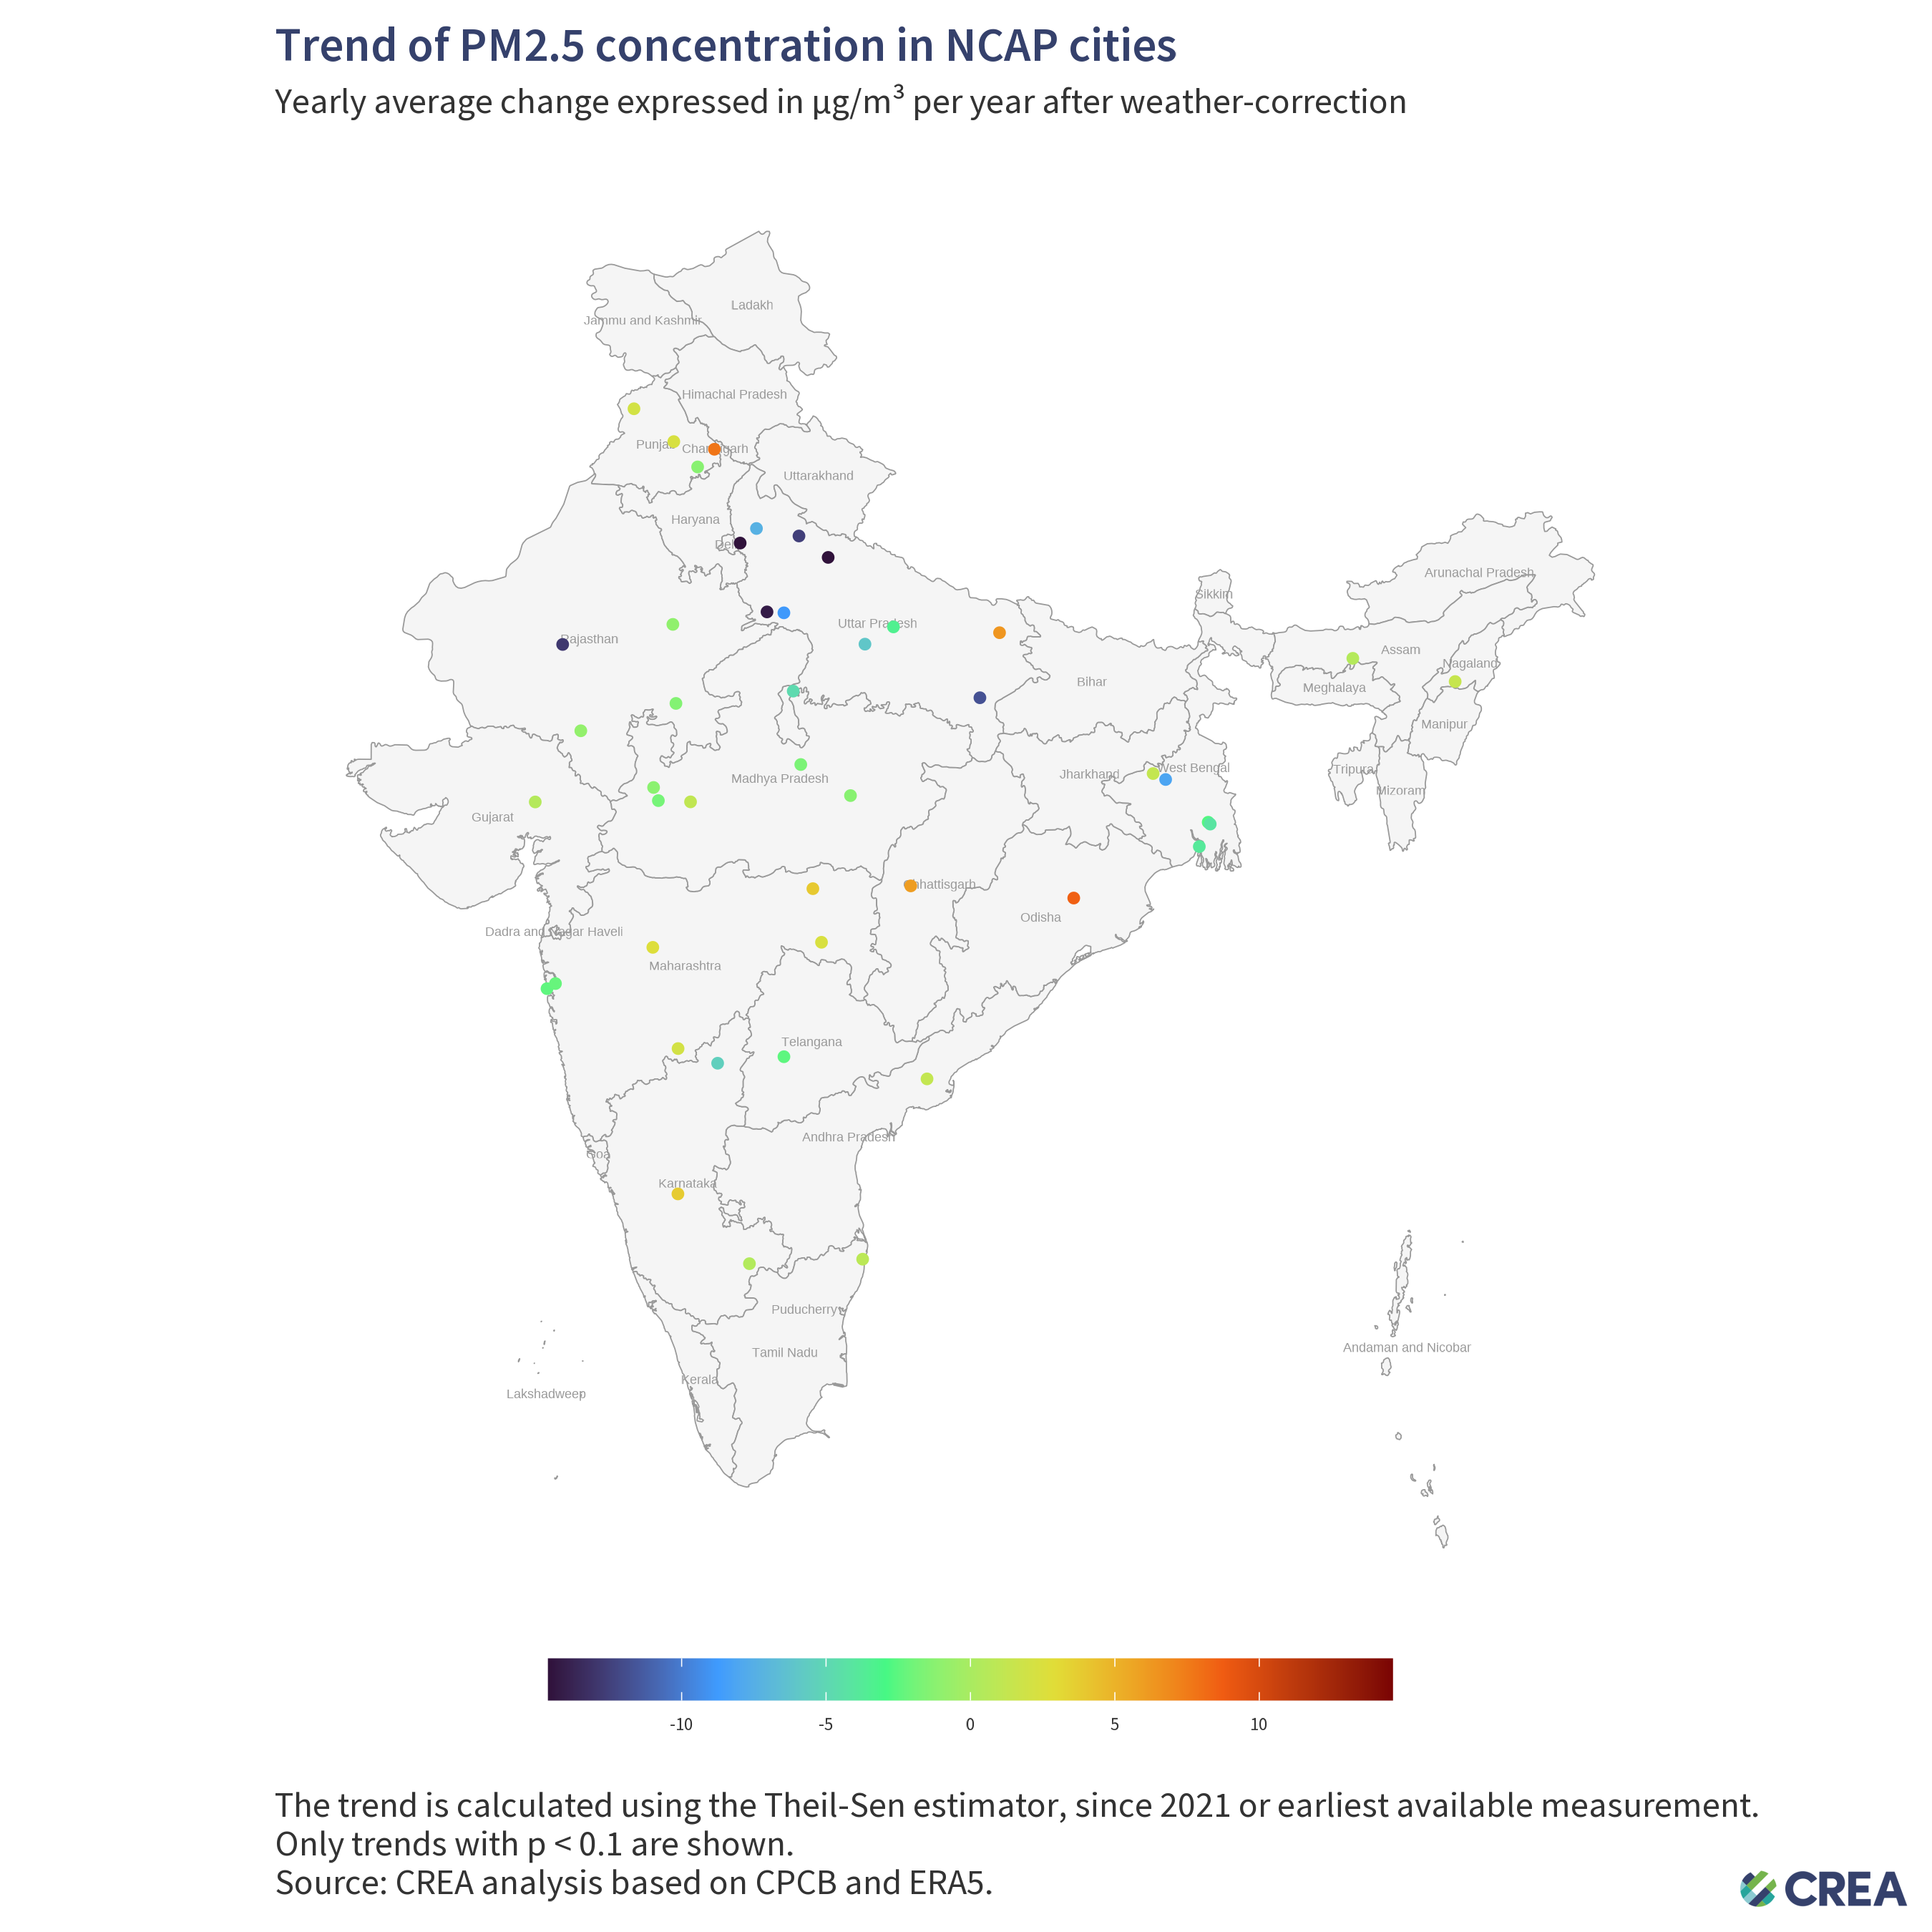 Trend of PM2.5 concentration in NCAP cities
Yearly average change expressed in µg/m³ per year after weather-correction
Ladakh
Jammu and Kashmir
Himachal Pradesh
Punjab
Chandigarh
Uttarakhand
Haryana
Delhi
Arunachal Pradesh
Sikkim
Uttar Pradesh
Rajasthan
Assam
Nagaland
Bihar
Meghalaya
Manipur
West Bengal
Tripura
Jharkhand
Madhya Pradesh
Mizoram
Gujarat
Chhattisgarh
Odisha
Dadra and Nagar Haveli
Maharashtra
Telangana
Andhra Pradesh
Goa
Karnataka
Puducherry
Andaman and Nicobar
Tamil Nadu
Kerala
Lakshadweep
-10 -5 0 5 10
The trend is calculated using the Theil-Sen estimator, since 2021 or earliest available measurement.
Only trends with p < 0.1 are shown.
Source: CREA analysis based on CPCB and ERA5.
CREA